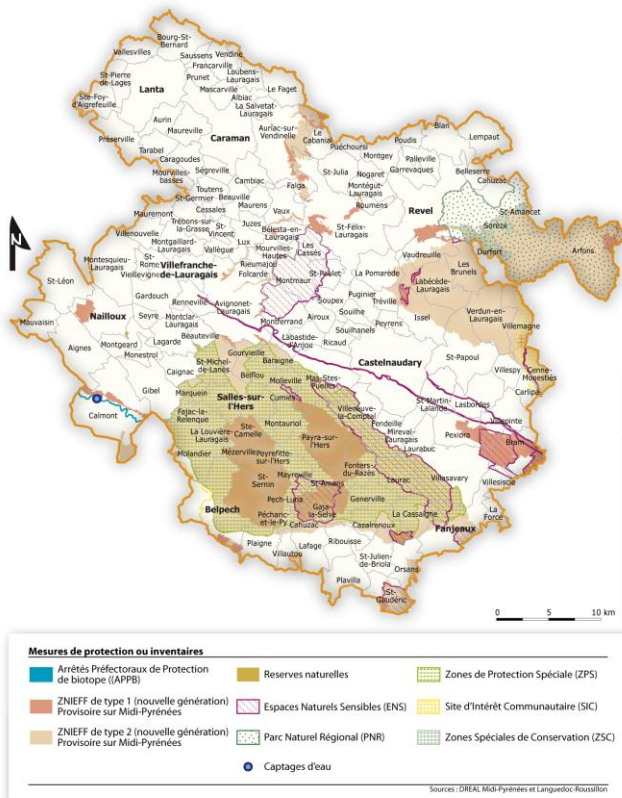 Bourg-St-
Bernard
Vallesvilles
Saussens
Vendine
Francarville
St-Pierre
de-Lages
Prunet
Loubens-
Lauragais
Lanta
Mascarville
Le Faget
Ste-Foy
d'Aigrefeuille
Albiac
La Salvetat-
Lauragais
Aurin
Caraman
Auriac-sur-
Vendinelle
Le
Cabanial
Préserville
Maureville
Tarabel
Caragoudes
Puéchoursi
Poudis
Blan
Lempaut
Mourvilles-
basses
Ségreville
Cambiac
St-Julia
Montgey
Palleville
Garrevaques
Belleserre
Toutens
Falga
Nogaret
Cahuzac
St-Germier
Beauville
Maurens
Montégut-
Lauragais
Roumens
Mauremont
Cessales
Vaux
Revel
St-Amancet
Trébons-sur-
la-Grasse
St-
Vincent
Juzes
Bélesta-en-
Lauragais
St-Félix-
Lauragais
Sorèze
Villenouvelle
Montgaillard-
Lauragais
Lux
Mourvilles-
Hautes
Les
Cassés
Durfort
Arfons
Montesquieu-
Lauragais
St-
Rome
Vallègue
Rieumajou
Vaudreuille
Vieillevigne
Villefranche-
de-Lauragais
Folcarde
Montmaur
St-Paulet
La Pomarède
Les
Brunels
St-Léon
Labécède-
Lauragais
Gardouch
Renneville
Avignonet-
Lauragais
Soupex
Puginier
Tréville
Verdun-en-
Lauragais
Nailloux
Seyre
Montclar-
Lauragais
Montferrand
Airoux
Souilhe
Issel
Villemagne
Mauvaisin
Souilhanels
Peyrens
Aignes
Montgeard
Lagarde
Beauteville
Labastide-
d'Anjou
Ricaud
Monestrol
Gourvieille
Castelnaudary
St-Papoul
Villespy
Cenne-
Monestiés
Caignac
St-Michel-
de-Lanès
Baraigne
Belflou
Molleville
Mas-Stes-
Puelles
Carlipa
Gibel
Marquein
Salles-sur-
l'Hers
Cumiès
St-Martin-
Lalande
Lasbordes
Calmont
Fajac-la-
Relenque
Villeneuve-
la-Comptal
Villepinte
Ste-
Camelle
Montauriol
Fendeille
Pexiora
Bram
La Louvière-
Lauragais
Payra-sur-
l'Hers
Mireval-
Lauragais
Laurabuc
Molandier
Mézerville
Peyrefitte-
sur-l'Hers
Fonters-
du-Razès
St-
Sernin
Mayreville
Laurac
Villasavary
Villesiscle
St-Amans
Pech-Luna
Generville
Belpech
Gaja-
la-Selve
La
Force
Pécharic-
et-le-Py
La Cassaigne
Cahuzac
Cazalrenoux
Fanjeaux
Plaigne
Lafage
Ribouisse
Villautou
St-Julien-
de-Briola
Orsans
Plavilla
St-
Gaudéric
N
0 5 10 km
Mesures de protection ou inventaires
Arrêtés Préfectoraux de Protection
de biotope ((APPB)
ZNIEFF de type 1 (nouvelle génération)
Provisoire sur Midi-Pyrénées
ZNIEFF de type 2 (nouvelle génération)
Provisoire sur Midi-Pyrénées
Reserves naturelles
Espaces Naturels Sensibles (ENS)
Parc Naturel Régional (PNR)
Captages d'eau
Zones de Protection Spéciale (ZPS)
Site d'Intérêt Communautaire (SIC)
Zones Spéciales de Conservation (ZSC)
Sources : DREAL Midi-Pyrénées et Languedoc-Roussillon